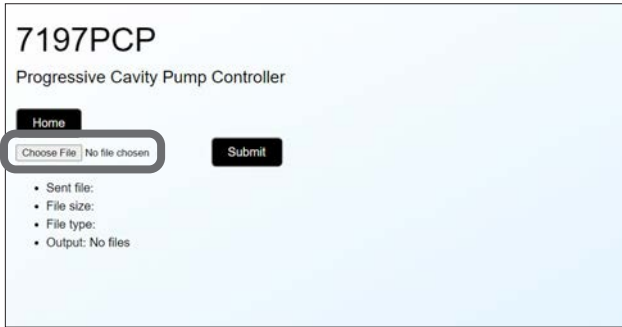 7197PCP
Progressive Cavity Pump Controller
Home
Choose File No file chosen Submit
• Sent file:
• File size:
• File type:
• Output: No files